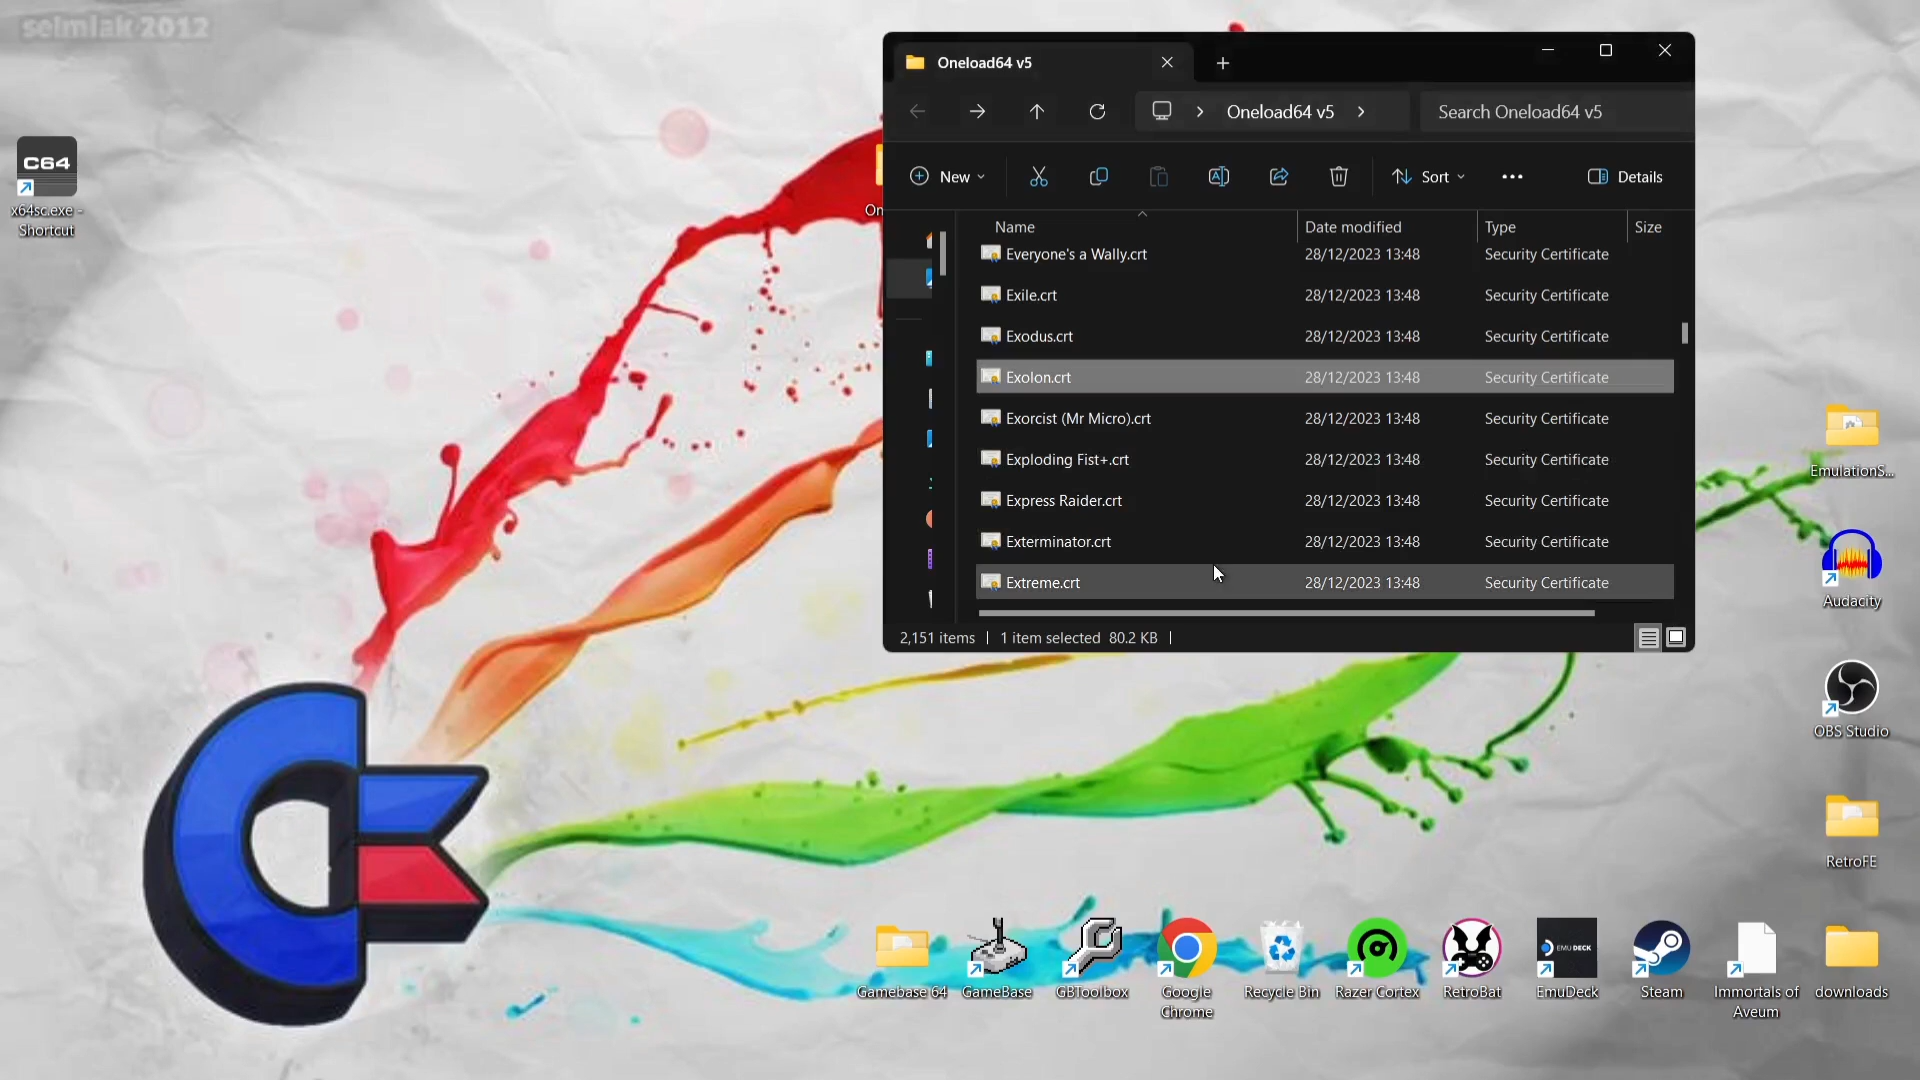 selmiak 2012
C64
x64sc.exe -
Shortcut
On
Oneload64 v5
Oneload64 v5
Search Oneload64 v5
New
Sort
Details
Name
Date modified
Type
Size
Everyone's a Wally.crt 28/12/2023 13:48 Security Certificate
Exile.crt 28/12/2023 13:48 Security Certificate
Exodus.crt 28/12/2023 13:48 Security Certificate
Exolon.crt 28/12/2023 13:48 Security Certificate
Exorcist (Mr Micro).crt 28/12/2023 13:48 Security Certificate
Exploding Fist+.crt 28/12/2023 13:48 Security Certificate
Express Raider.crt 28/12/2023 13:48 Security Certificate
Exterminator.crt 28/12/2023 13:48 Security Certificate
Extreme.crt 28/12/2023 13:48 Security Certificate
2,151 items 1 item selected 80.2 KB
EmulationS...
Audacity
OBS Studio
RetroFE
EMUDECK
Gamebase 64
GameBase
GBToolbox
Google
Chrome
Recycle Bin
Razer Cortex
RetroBat
EmuDeck
Steam
Immortals of
Aveum
downloads